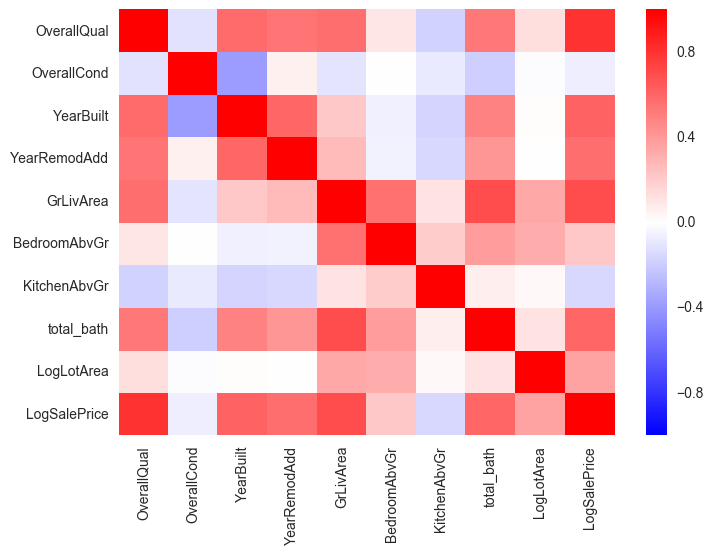 OverallQual
OverallCond
YearBuilt
YearRemodAdd
GrLivArea
BedroomAbvGr
KitchenAbvGr
total_bath
LogLotArea
LogSalePrice
OverallQual
OverallCond
YearBuilt
YearRemodAdd
GrLivArea
BedroomAbvGr
KitchenAbvGr
total_bath
LogLotArea
LogSalePrice
0.8
0.4
0.0
−0.4
−0.8